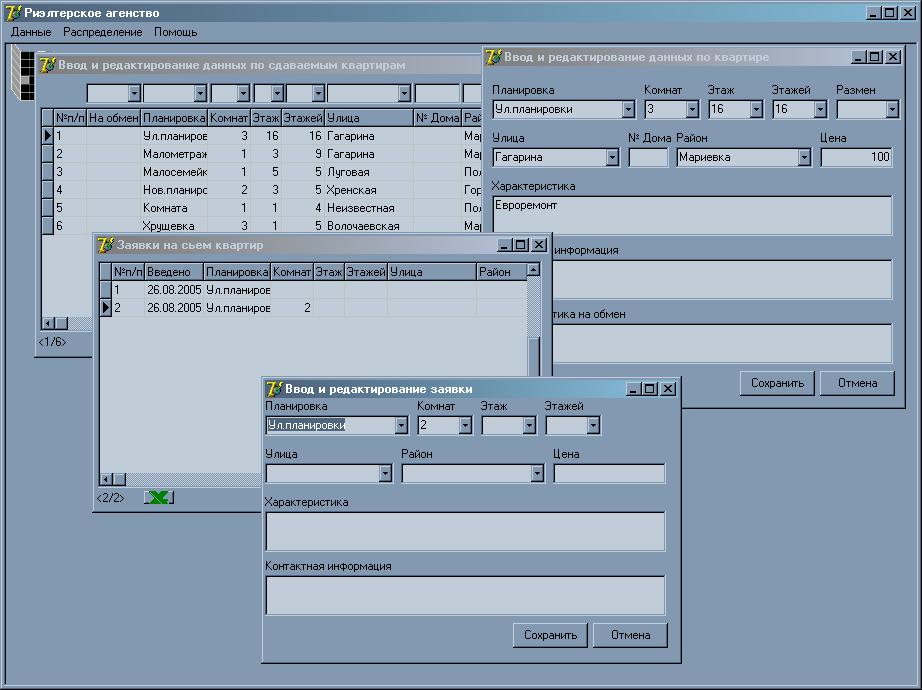 Риэлтерское агенство
Данные Распределение Помощь
Ввод и редактирование данных по сдаваемым квартирам
№п/п На обмен Планировка Комнат Этаж Этажей Улица № Дома Рай
1 Ул.планиров 3 16 16 Гагарина Мар
2 Малометраж 1 3 9 Гагарина Мар
3 Малосемейк 1 5 5 Луговая Пол
4 Нов.планирс 2 3 5 Хренская Гор
5 Комната 1 1 4 Неизвестная Пол
6 Хрущевка 3 1 5 Волочаевская Мар
<1/6>
Ввод и редактирование данных по квартире
Планировка Комнат Этаж Этажей Размен
Ул.планировки 3 16 16
Улица № Дома Район Цена
Гагарина Мариевка 100
Характеристика
Евроремонт
информация
тика на обмен
Сохранить Отмена
Заявки на сьем квартир
№п/п Введено Планировка Комнат Этаж Этажей Улица Район
1 26.08.2005 Ул.планиров
2 26.08.2005 Ул.планиров 2
<2/2>
Ввод и редактирование заявки
Планировка Комнат Этаж Этажей
Ул.планировки 2
Улица Район Цена
Характеристика
Контактная информация
Сохранить Отмена